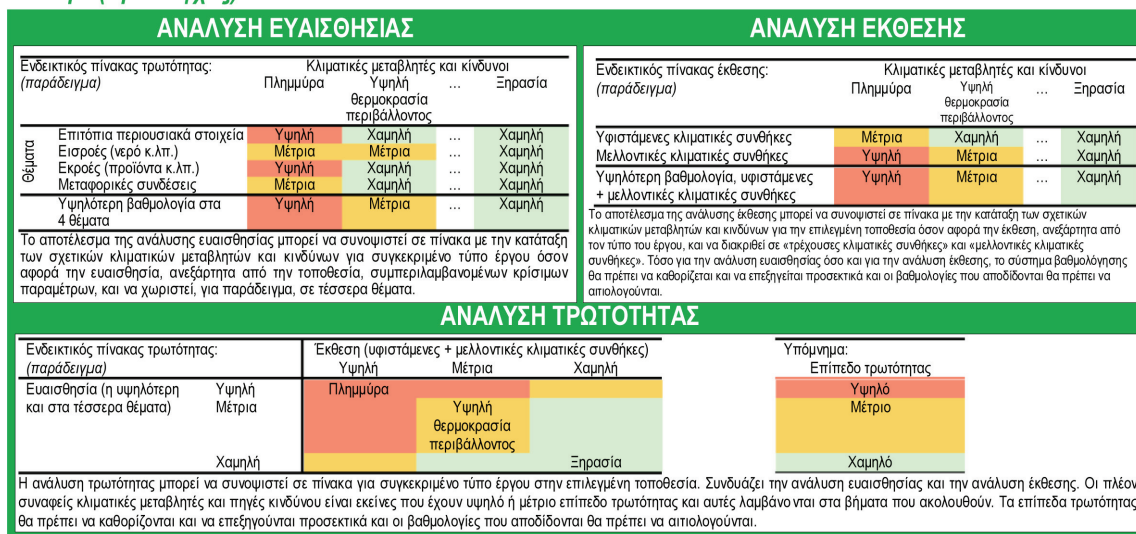 ΑΝΑΛΥΣΗ ΕΥΑΙΣΘΗΣΙΑΣ
Ενδεικτικός πίνακας τρωτότητας: Κλιματικές μεταβλητές και κίνδυνοι
(παράδειγμα) Πλημμύρα Υψηλή θερμοκρασία περιβάλλοντος … Ξηρασία
Θέματα
Επιτόπια περιουσιακά στοιχεία Υψηλή Χαμηλή … Χαμηλή
Εισροές (νερό κ.λπ.) Μέτρια Μέτρια … Χαμηλή
Εκροές (προϊόντα κ.λπ.) Υψηλή Χαμηλή … Χαμηλή
Μεταφορικές συνδέσεις Μέτρια Χαμηλή … Χαμηλή
Υψηλότερη βαθμολογία στα Υψηλή Μέτρια … Χαμηλή
4 θέματα
Το αποτέλεσμα της ανάλυσης ευαισθησίας μπορεί να συνοψιστεί σε πίνακα με την κατάταξη
των σχετικών κλιματικών μεταβλητών και κινδύνων για συγκεκριμένο τύπο έργου όσον
αφορά την ευαισθησία, ανεξάρτητα από την τοποθεσία, συμπεριλαμβανομένων κρίσιμων
παραμέτρων, και να χωριστεί, για παράδειγμα, σε τέσσερα θέματα.
ΑΝΑΛΥΣΗ ΕΚΘΕΣΗΣ
Ενδεικτικός πίνακας έκθεσης: Κλιματικές μεταβλητές και κίνδυνοι
(παράδειγμα) Πλημμύρα Υψηλή θερμοκρασία περιβάλλοντος … Ξηρασία
Υφιστάμενες κλιματικές συνθήκες Μέτρια Χαμηλή … Χαμηλή
Μελλοντικές κλιματικές συνθήκες Υψηλή Μέτρια … Χαμηλή
Υψηλότερη βαθμολογία, υφιστάμενες Υψηλή Μέτρια … Χαμηλή
+ μελλοντικές κλιματικές συνθήκες
Το αποτέλεσμα της ανάλυσης έκθεσης μπορεί να συνοψιστεί σε πίνακα με την κατάταξη των σχετικών
κλιματικών μεταβλητών και κινδύνων για την επιλεγμένη τοποθεσία όσον αφορά την έκθεση, ανεξάρτητα από
τον τύπο του έργου, και να διακριθεί σε «τρέχουσες κλιματικές συνθήκες» και «μελλοντικές κλιματικές
συνθήκες». Τόσο για την ανάλυση ευαισθησίας όσο και για την ανάλυση έκθεσης, το σύστημα βαθμολόγησης
θα πρέπει να καθορίζεται και να επεξηγείται προσεκτικά και οι βαθμολογίες που αποδίδονται θα πρέπει να
αιτιολογούνται.
ΑΝΑΛΥΣΗ ΤΡΩΤΟΤΗΤΑΣ
Ενδεικτικός πίνακας τρωτότητας: Έκθεση (υφιστάμενες + μελλοντικές κλιματικές συνθήκες)
(παράδειγμα) Υψηλή Μέτρια Χαμηλή
Ευαισθησία (η υψηλότερη Υψηλή Πλημμύρα
και στα τέσσερα θέματα) Μέτρια Υψηλή
θερμοκρασία
περιβάλλοντος
Χαμηλή Ξηρασία
Υπόμνημα:
Επίπεδο τρωτότητας
Υψηλό
Μέτριο
Χαμηλό
Η ανάλυση τρωτότητας μπορεί να συνοψιστεί σε πίνακα για συγκεκριμένο τύπο έργου στην επιλεγμένη τοποθεσία. Συνδυάζει την ανάλυση ευαισθησίας και την ανάλυση έκθεσης. Οι πλέον
συναφείς κλιματικές μεταβλητές και πηγές κινδύνου είναι εκείνες που έχουν υψηλό ή μέτριο επίπεδο τρωτότητας και αυτές λαμβάνονται στα βήματα που ακολουθούν. Τα επίπεδα τρωτότητας
θα πρέπει να καθορίζονται και να επεξηγούνται προσεκτικά και οι βαθμολογίες που αποδίδονται θα πρέπει να αιτιολογούνται.